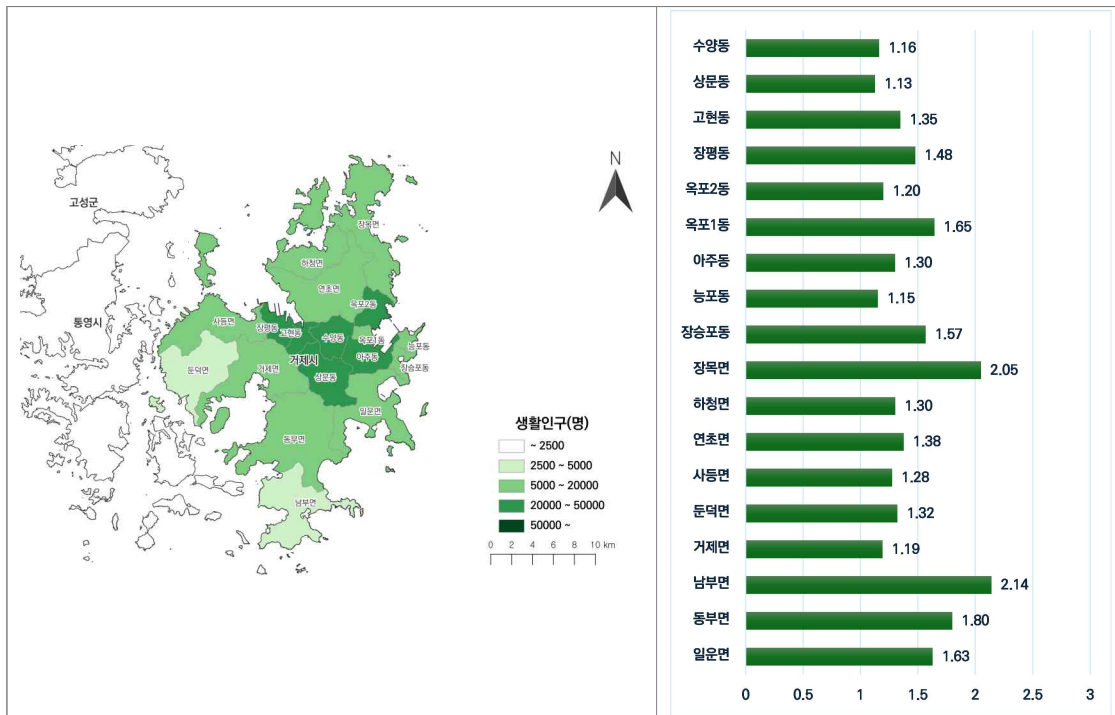 N
고성군
장목면
하청면
연초면
옥포2동
통영시
사등면
장평동
고현동
수양동
옥포1동
능포동
거제시
아주동
거제면
장승포동
둔덕면
상문동
일운면
동부면
남부면
생활인구(명)
~ 2500
2500 ~ 5000
5000 ~ 20000
20000 ~ 50000
50000 ~
0 2 4 6 8 10 km
수양동 1.16
상문동 1.13
고현동 1.35
장평동 1.48
옥포2동 1.20
옥포1동 1.65
아주동 1.30
능포동 1.15
장승포동 1.57
장목면 2.05
하청면 1.30
연초면 1.38
사등면 1.28
둔덕면 1.32
거제면 1.19
남부면 2.14
동부면 1.80
일운면 1.63
0 0.5 1 1.5 2 2.5 3